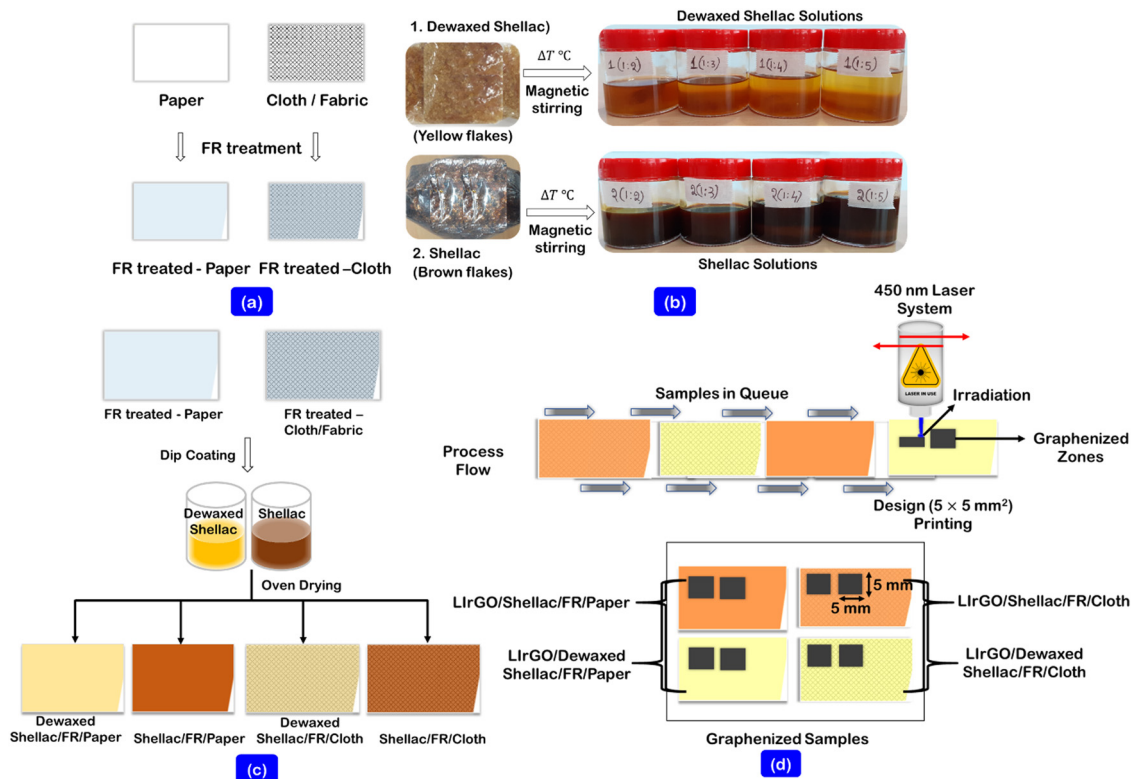 Paper
Cloth / Fabric
FR treatment
FR treated - Paper
FR treated –Cloth
(a)
1. Dewaxed Shellac)
(Yellow flakes)
ΔT °C
Magnetic
stirring
Dewaxed Shellac Solutions
1(1:2)
1(1:3)
1(1:4)
1(1:5)
2. Shellac
(Brown flakes)
ΔT °C
Magnetic
stirring
2(1:2)
2(1:3)
2(1:4)
2(1:5)
Shellac Solutions
(b)
FR treated - Paper
FR treated –
Cloth/Fabric
Dip Coating
Dewaxed
Shellac
Shellac
Oven Drying
Dewaxed
Shellac/FR/Paper
Shellac/FR/Paper
Dewaxed
Shellac/FR/Cloth
Shellac/FR/Cloth
(c)
450 nm Laser
System
LASER IN USE
Irradiation
Samples in Queue
Process
Flow
Graphenized
Zones
Design (5 × 5 mm²)
Printing
LIrGO/Shellac/FR/Paper
5 mm
5 mm
LIrGO/Shellac/FR/Cloth
LIrGO/Dewaxed
Shellac/FR/Paper
LIrGO/Dewaxed
Shellac/FR/Cloth
Graphenized Samples
(d)